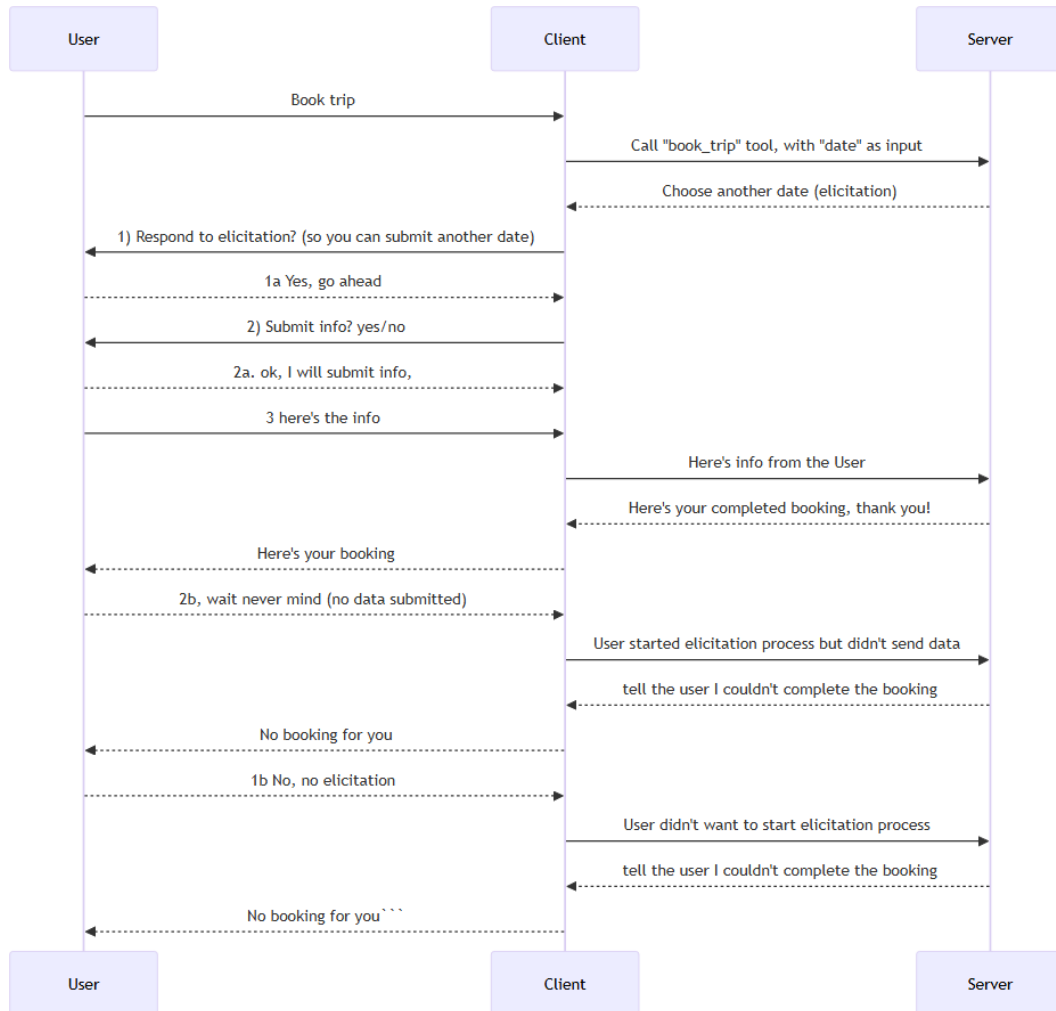 User Client Server
Book trip
Call "book_trip" tool, with "date" as input
Choose another date (elicitation)
1) Respond to elicitation? (so you can submit another date)
1a Yes, go ahead
2) Submit info? yes/no
2a. ok, I will submit info,
3 here's the info
Here's info from the User
Here's your completed booking, thank you!
Here's your booking
2b, wait never mind (no data submitted)
User started elicitation process but didn't send data
tell the user I couldn't complete the booking
No booking for you
1b No, no elicitation
User didn't want to start elicitation process
tell the user I couldn't complete the booking
No booking for you```
User Client Server